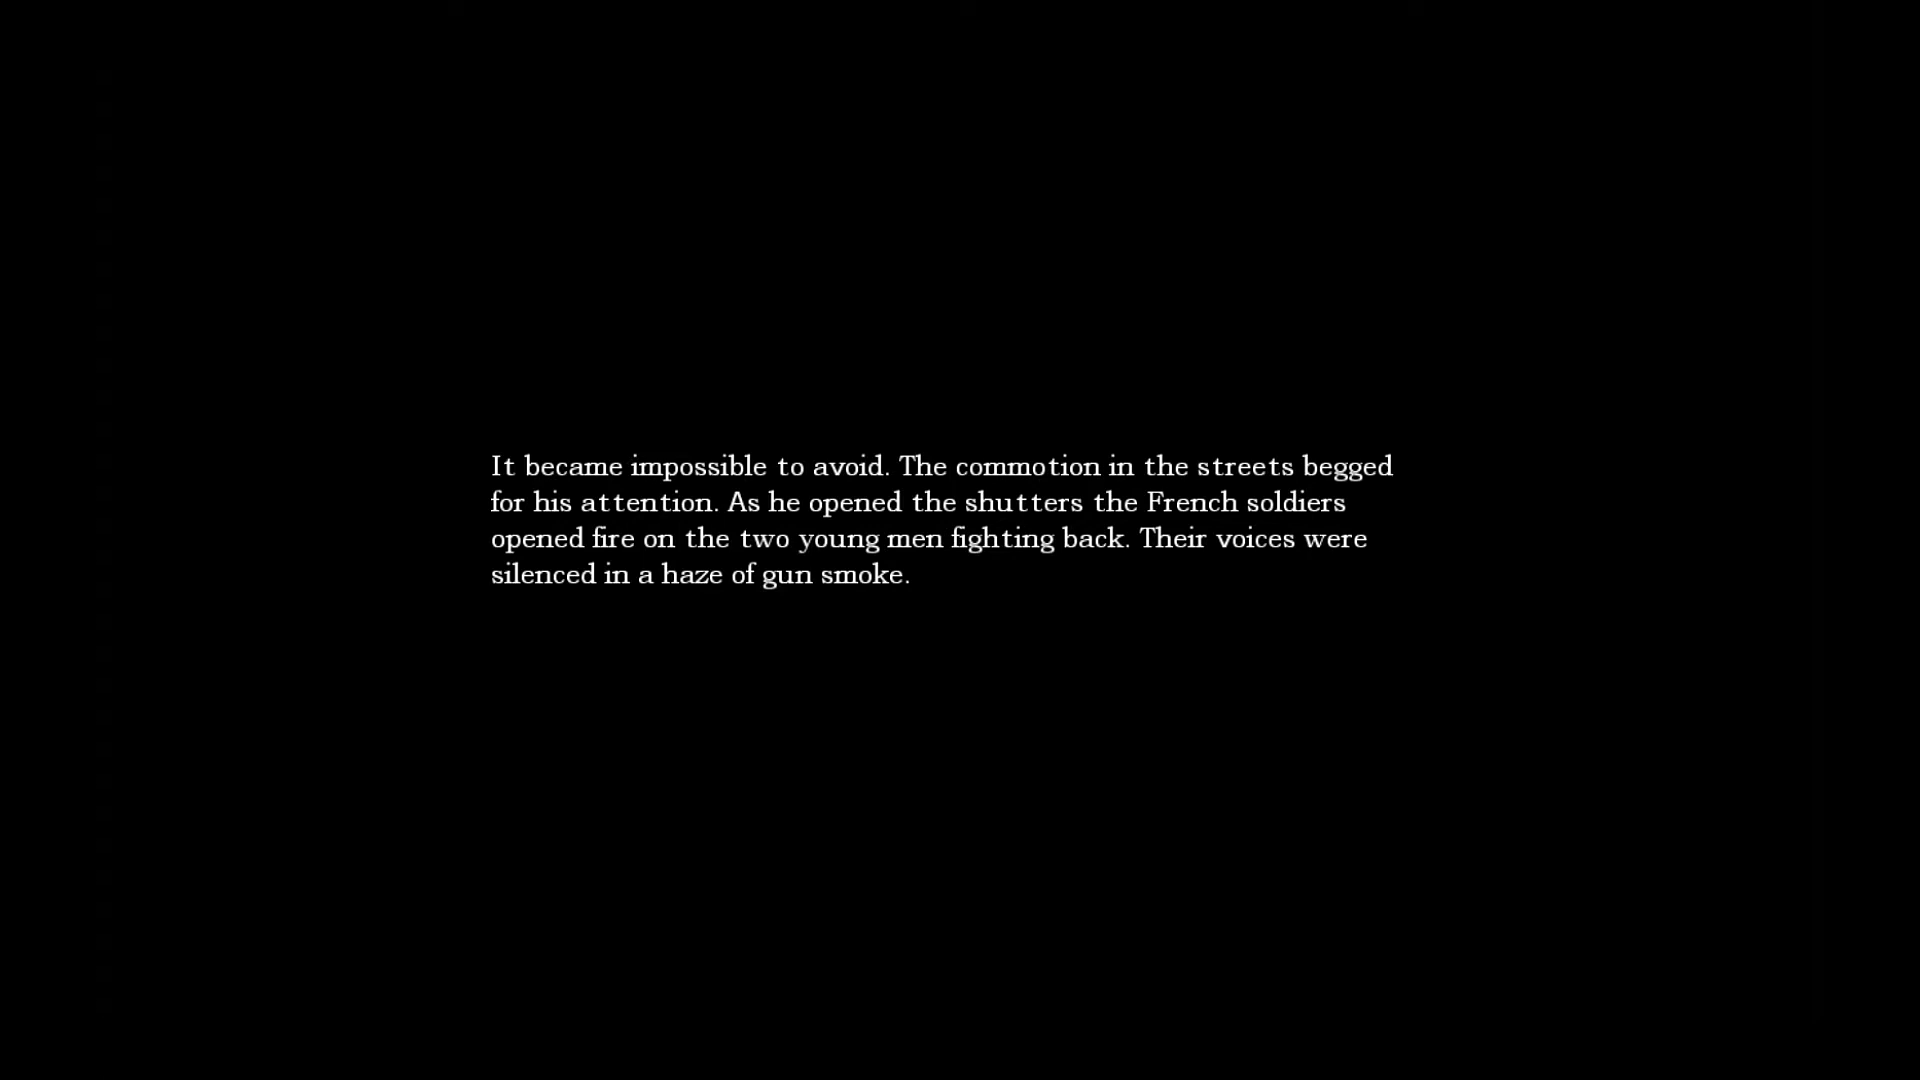 It became impossible to avoid. The commotion in the streets begged
for his attention. As he opened the shutters the French soldiers
opened fire on the two young men fighting back. Their voices were
silenced in a haze of gun smoke.